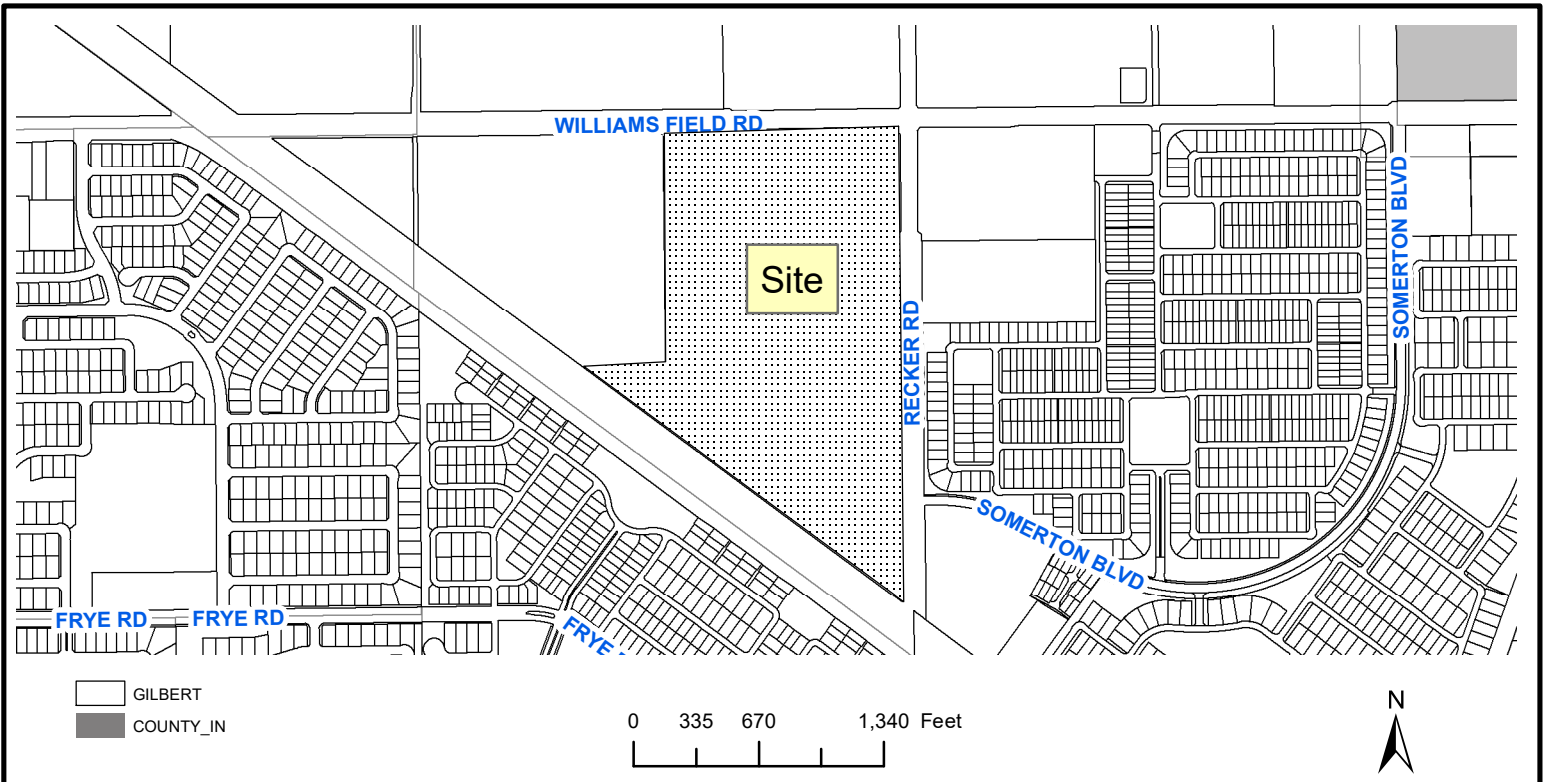 WILLIAMS FIELD RD
SOMERTON BLVD
Site
RECKER RD
SOMERTON BLVD
FRYE RD
FRYE RD
FRYE
GILBERT
COUNTY_IN
0 335 670 1,340 Feet
N